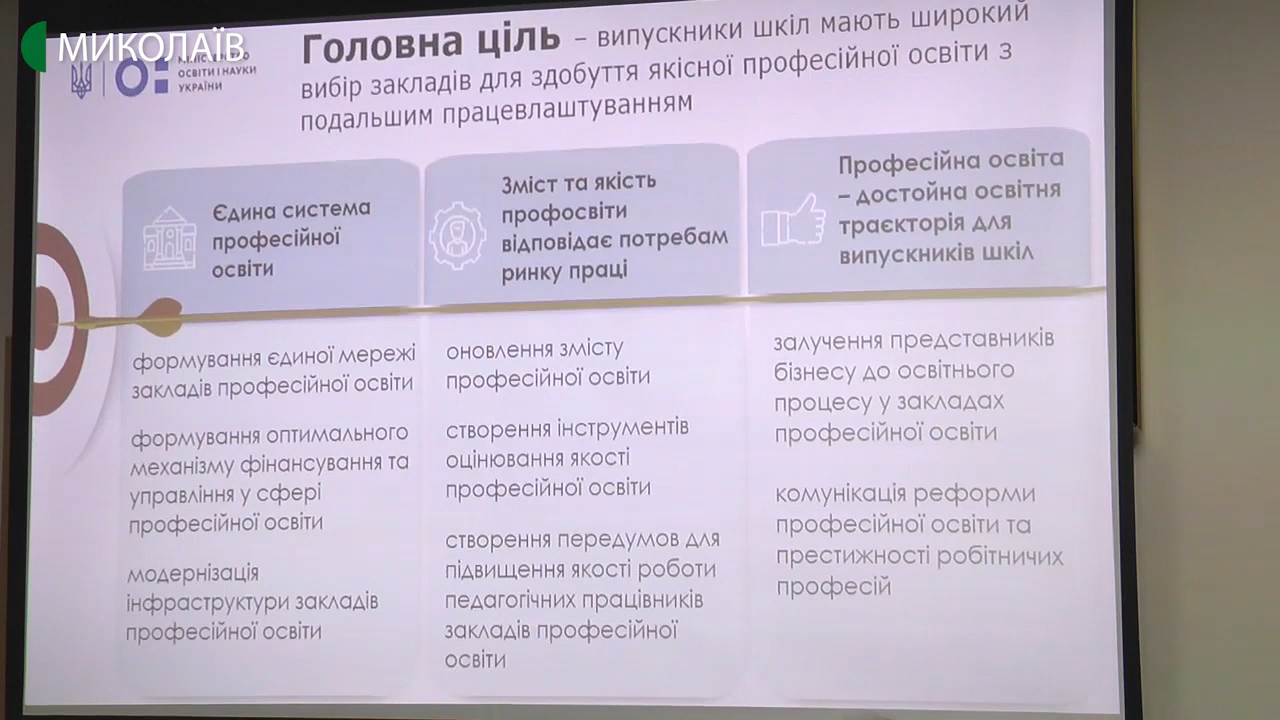 МИКОЛАЇВ
ОСВІТИ І НАУКИ
УКРАЇНИ
Головна ціль – випускники шкіл мають широкий
вибір закладів для здобуття якісної професійної освіти з
подальшим працевлаштуванням
Єдина система
професійної
освіти
формування єдиної мережі
закладів професійної освіти
формування оптимального
механізму фінансування та
управління у сфері
професійної освіти
модернізація
інфраструктури закладів
професійної освіти
Зміст та якість
профосвіти
відповідає потребам
ринку праці
оновлення змісту
професійної освіти
створення інструментів
оцінювання якості
професійної освіти
створення передумов для
підвищення якості роботи
педагогічних працівників
закладів професійної
освіти
Професійна освіта
– достойна освітня
траєкторія для
випускників шкіл
залучення представників
бізнесу до освітнього
процесу у закладах
професійної освіти
комунікація реформи
професійної освіти та
престижності робітничих
професій